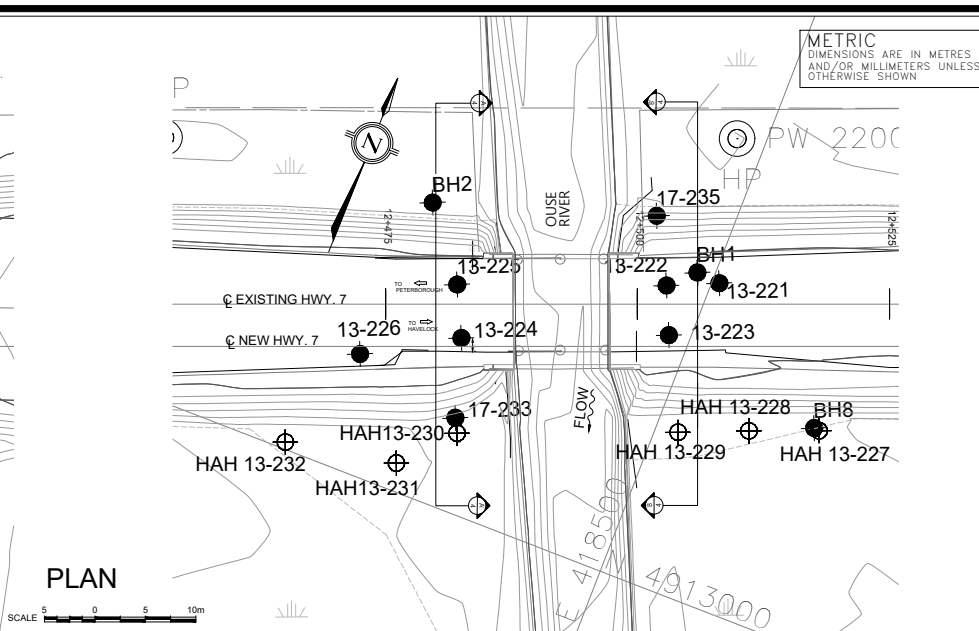 METRIC
DIMENSIONS ARE IN METRES
AND/OR MILLIMETERS UNLESS
OTHERWISE SHOWN
P
N
A
4
B
4
PW 2200
HP
BH2
OUSE
RIVER
17-235
12+475
12+500
12+525
13-225
13-222
BH1
13-221
TO
PETERBOROUGH
℄ EXISTING HWY. 7
TO
HAVELOCK
13-226
13-224
13-223
℄ NEW HWY. 7
17-233
FLOW
HAH 13-228
BH8
HAH13-230
HAH 13-229
HAH 13-227
HAH 13-232
HAH13-231
A
4
B
4
E 418500
N 4913000
PLAN
SCALE 5 0 5 10m